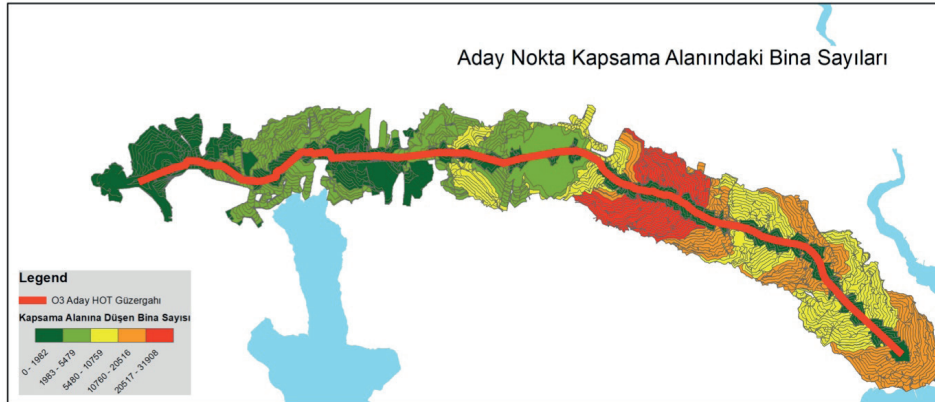 Aday Nokta Kapsama Alanındaki Bina Sayıları
Legend
O3 Aday HOT Güzergahı
Kapsama Alanına Düşen Bina Sayısı
0 - 1982
1983 - 5479
5480 - 10759
10760 - 20516
20517 - 31908